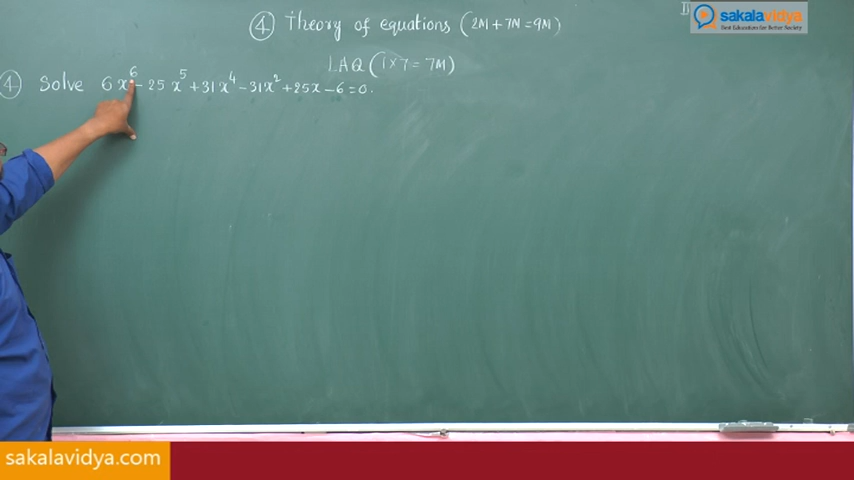 ④ Theory of equations (2M + 7M = 9M)
sakalavidya
Best Education for Better Society
LAQ (1×7 = 7M)
④ Solve 6x⁶ - 25x⁵ + 31x⁴ - 31x² + 25x - 6 = 0.
sakalavidya.com